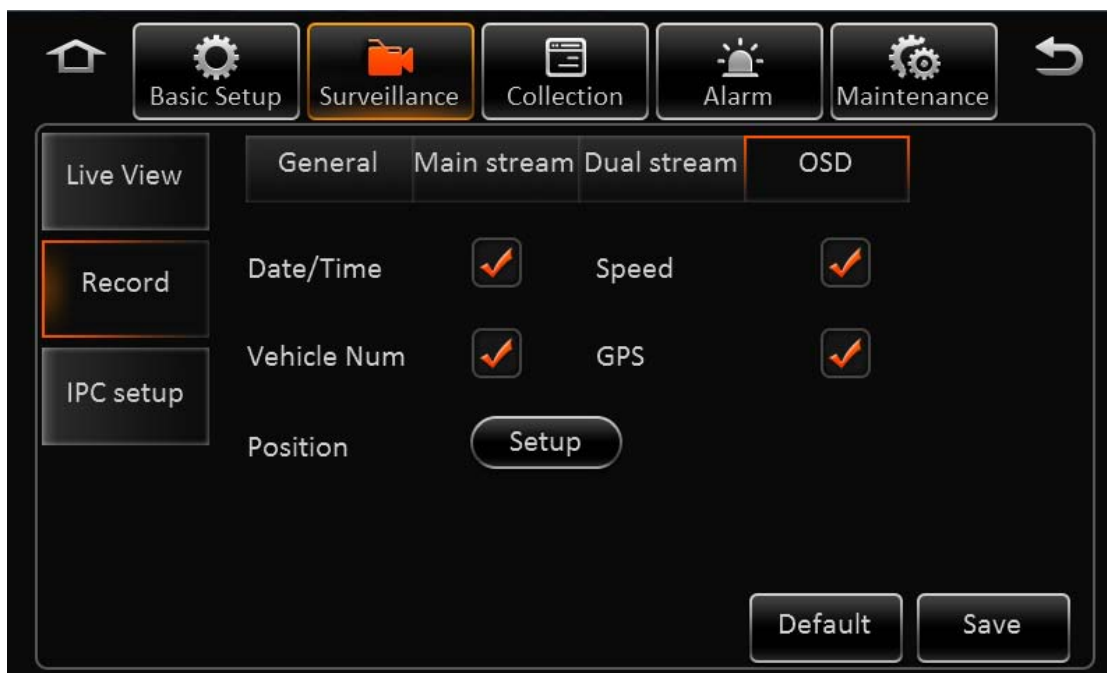 Basic Setup Surveillance Collection Alarm Maintenance
Live View
General Main stream Dual stream OSD
Record
Date/Time Speed
Vehicle Num GPS
IPC setup
Position Setup
Default Save